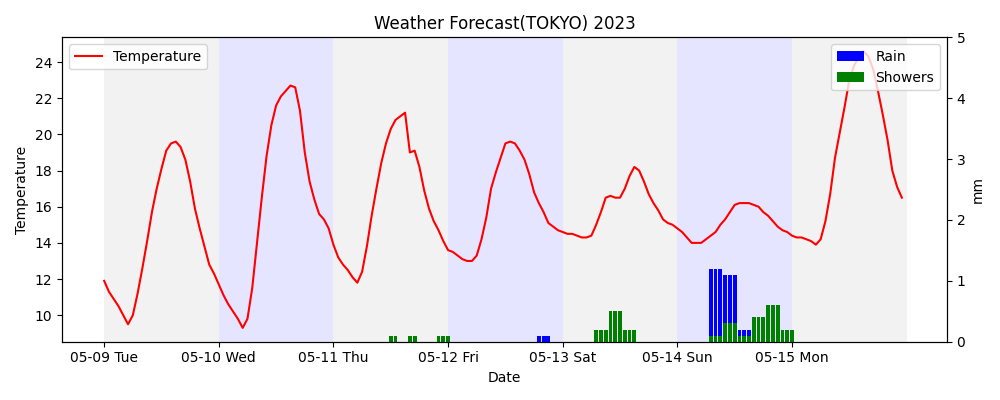 Weather Forecast(TOKYO) 2023
Temperature
Rain
Showers
24
22
20
18
16
14
12
10
Temperature
5
4
3
2
1
0
mm
05-09 Tue
05-10 Wed
05-11 Thu
05-12 Fri
05-13 Sat
05-14 Sun
05-15 Mon
Date